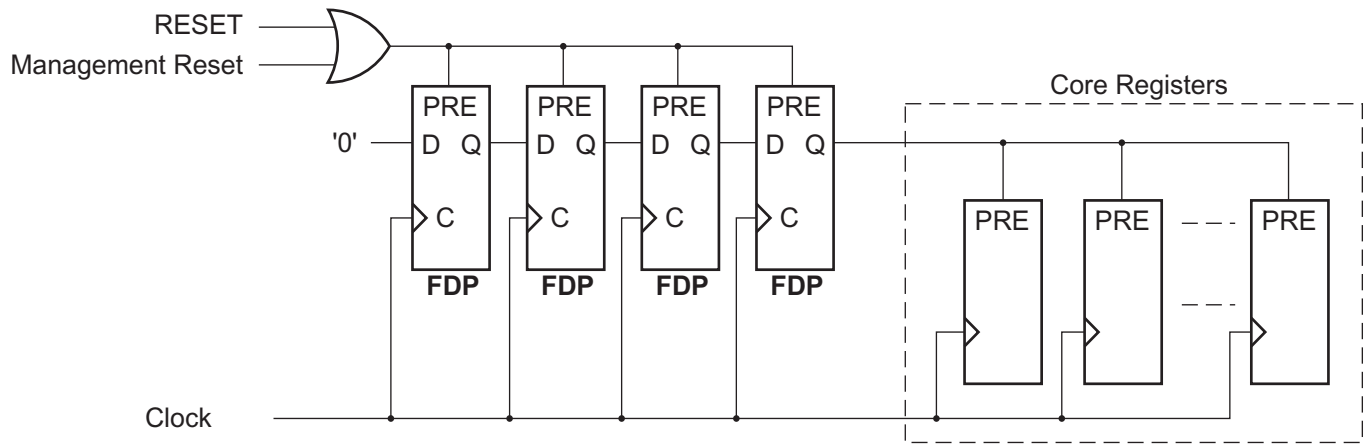 RESET
Management Reset
Core Registers
PRE PRE PRE PRE
'0' D Q D Q D Q D Q
PRE PRE PRE
C C C C
FDP FDP FDP FDP
Clock